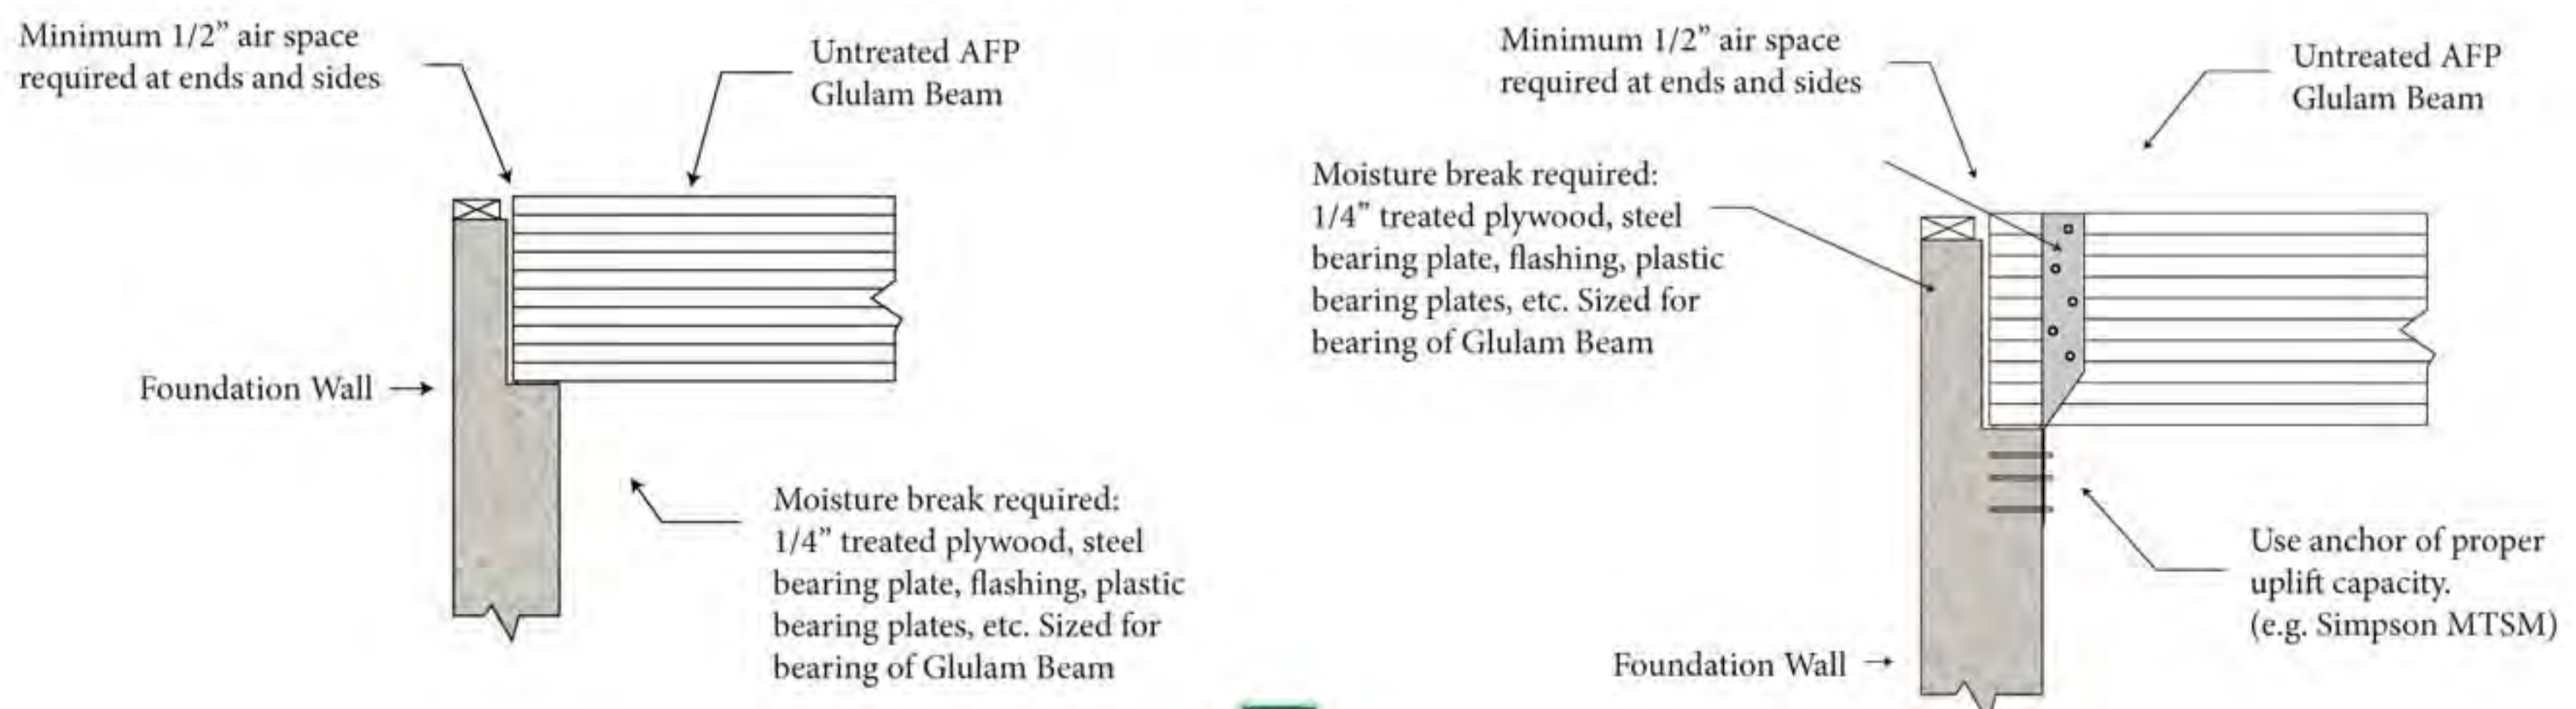 Minimum 1/2” air space
required at ends and sides
Untreated AFP
Glulam Beam
Foundation Wall
Moisture break required:
1/4” treated plywood, steel
bearing plate, flashing, plastic
bearing plates, etc. Sized for
bearing of Glulam Beam
Minimum 1/2” air space
required at ends and sides
Untreated AFP
Glulam Beam
Moisture break required:
1/4” treated plywood, steel
bearing plate, flashing, plastic
bearing plates, etc. Sized for
bearing of Glulam Beam
Use anchor of proper
uplift capacity.
(e.g. Simpson MTSM)
Foundation Wall